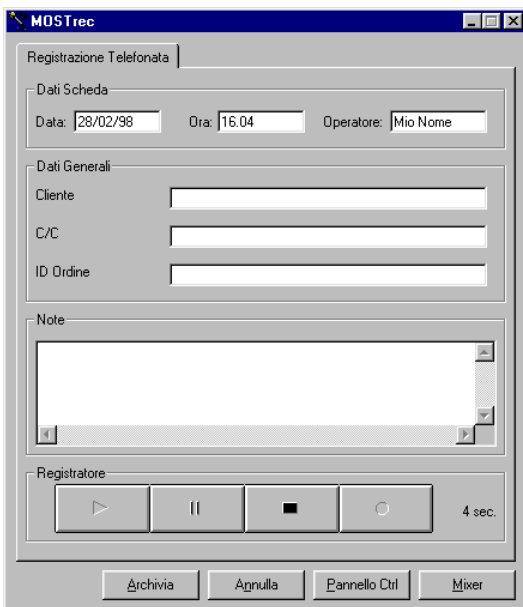 MOSTrec
Registrazione Telefonata
Dati Scheda
Data: 28/02/98 Ora: 16.04 Operatore: Mio Nome
Dati Generali
Cliente
C/C
ID Ordine
Note
Registratore
4 sec.
Archivia Annulla Pannello Ctrl Mixer